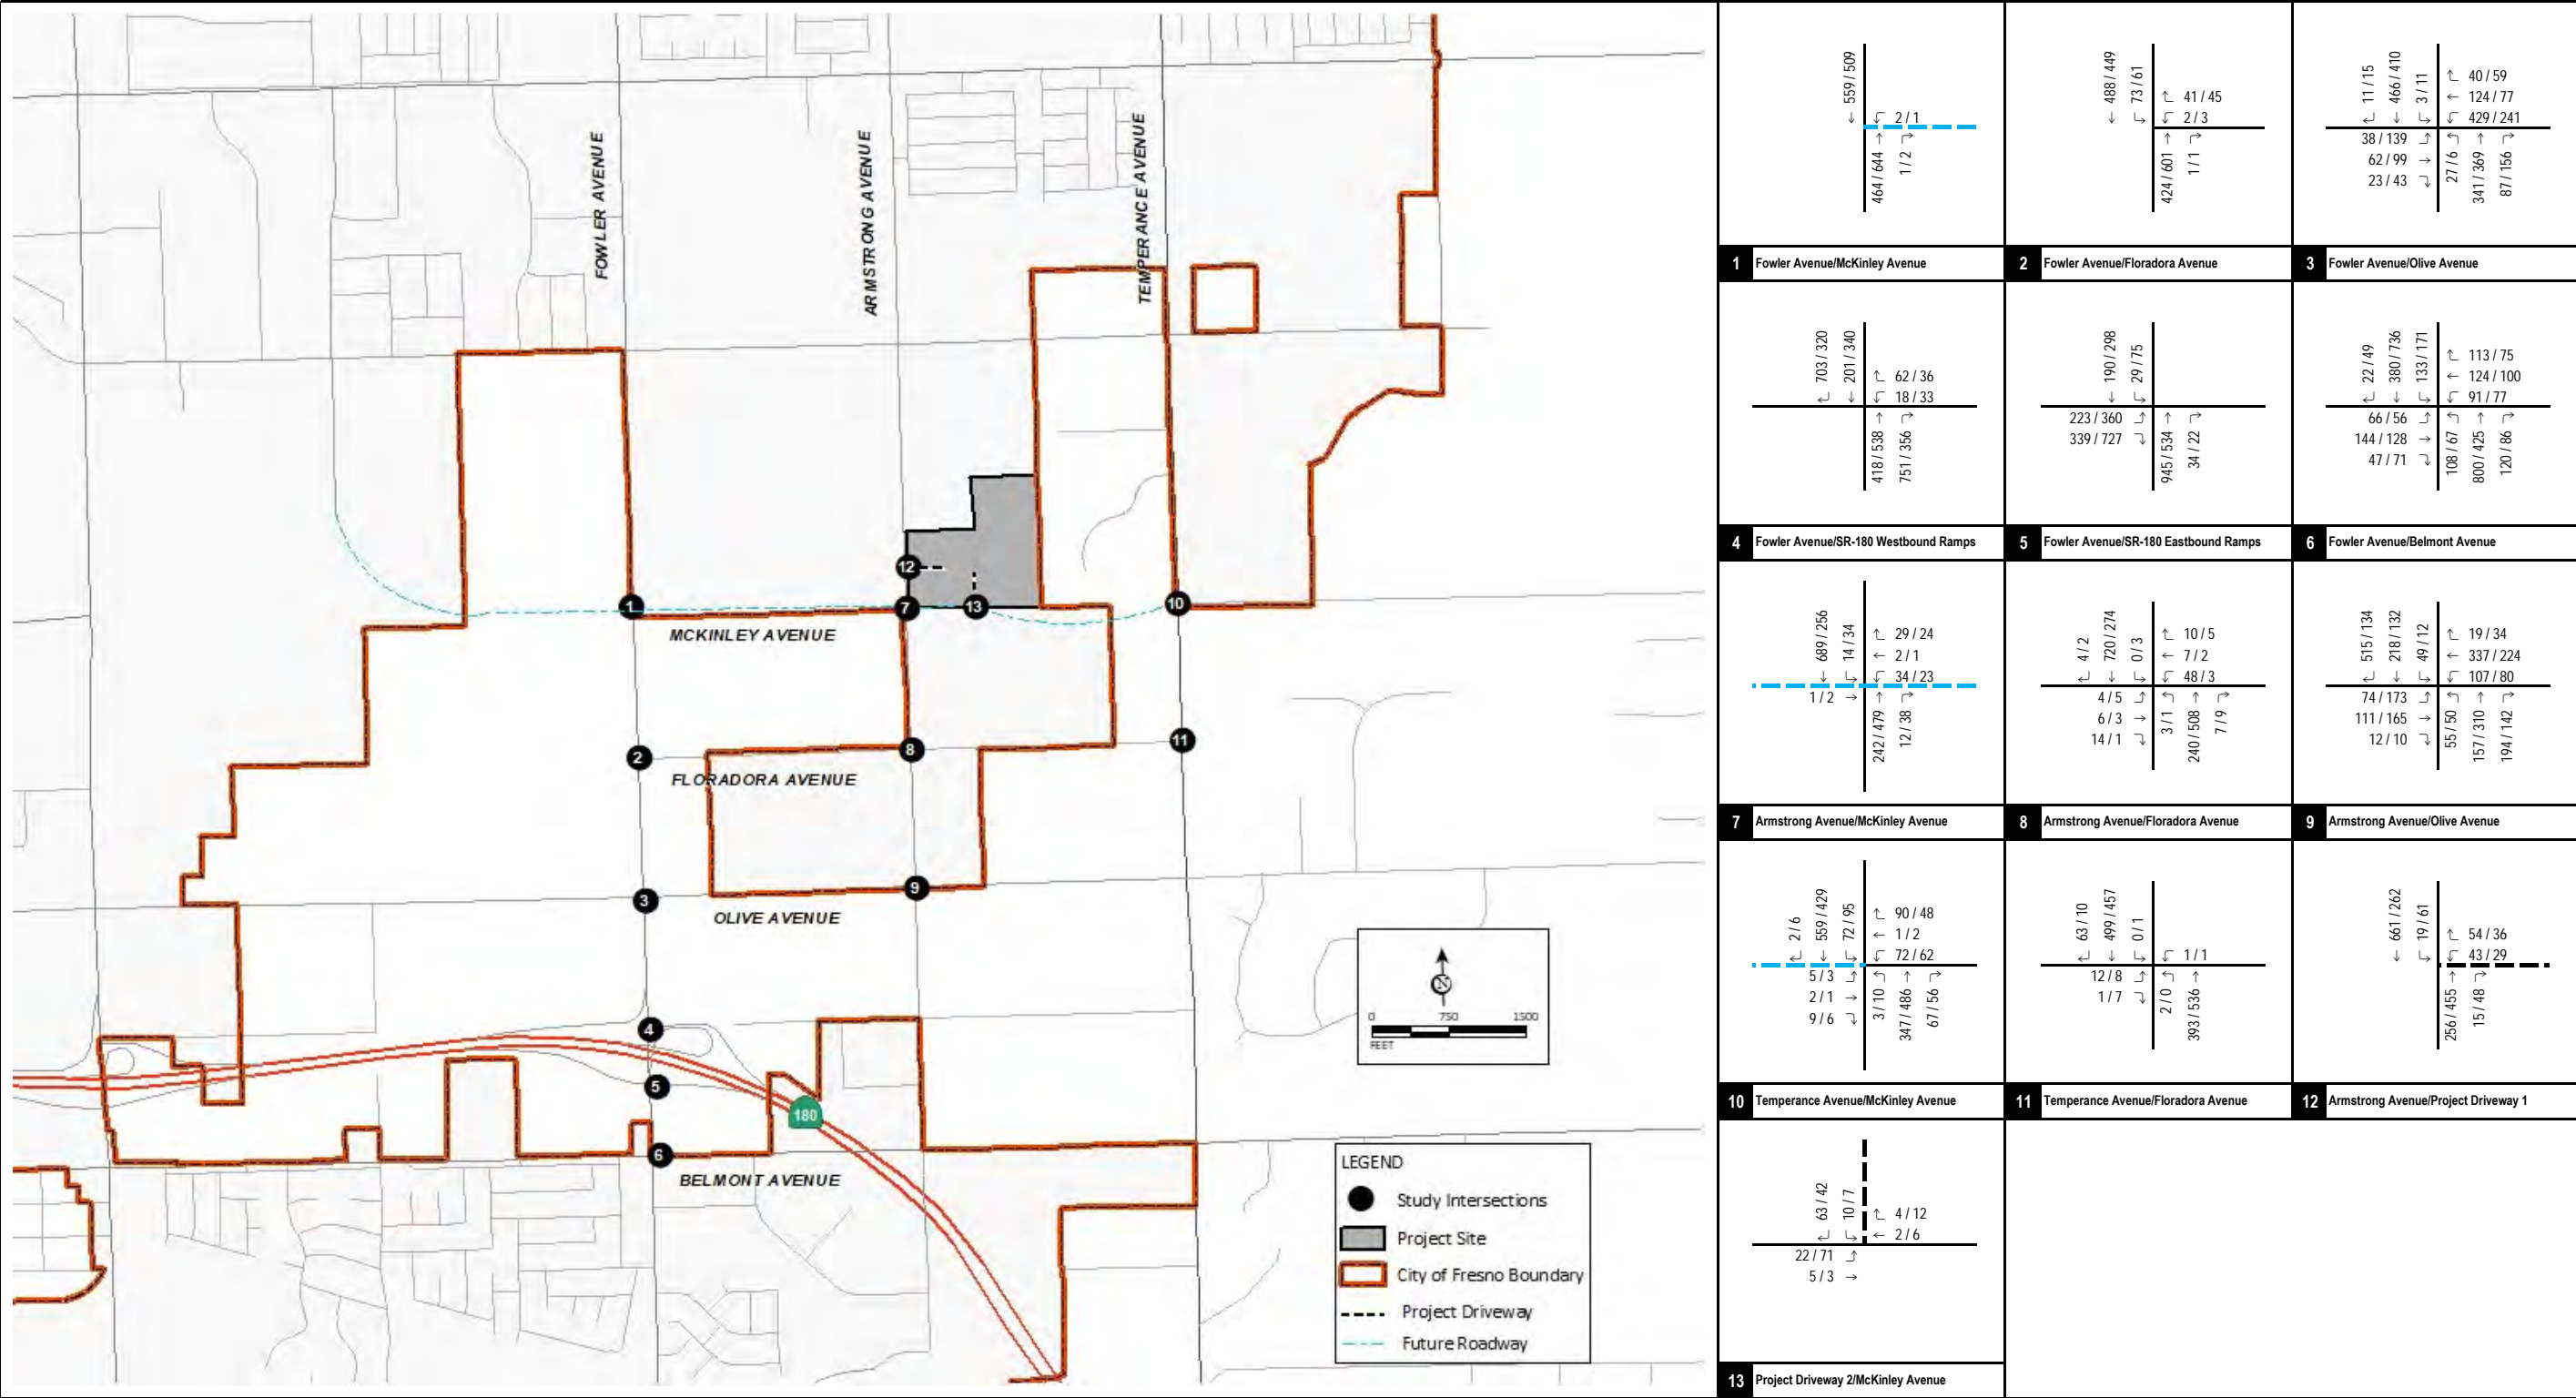 FOWLER AVENUE
ARMSTRONG AVENUE
TEMPERANCE AVENUE
1
12
7
13
10
MCKINLEY AVENUE
2
8
11
FLORADORA AVENUE
3
9
OLIVE AVENUE
4
5
180
6
BELMONT AVENUE
N
0 750 1500
FEET
LEGEND
Study Intersections
Project Site
City of Fresno Boundary
Project Driveway
Future Roadway
559 / 509
2 / 1
464 / 644
1 / 2
1 Fowler Avenue/McKinley Avenue
488 / 449
73 / 61
41 / 45
2 / 3
424 / 601
1 / 1
2 Fowler Avenue/Floradora Avenue
11 / 15
466 / 410
3 / 11
40 / 59
124 / 77
429 / 241
38 / 139
62 / 99
23 / 43
27 / 6
341 / 369
87 / 156
3 Fowler Avenue/Olive Avenue
703 / 320
201 / 340
62 / 36
18 / 33
418 / 538
751 / 356
4 Fowler Avenue/SR-180 Westbound Ramps
190 / 298
29 / 75
223 / 360
339 / 727
945 / 534
34 / 22
5 Fowler Avenue/SR-180 Eastbound Ramps
22 / 49
380 / 736
133 / 171
113 / 75
124 / 100
91 / 77
66 / 56
144 / 128
47 / 71
108 / 67
800 / 425
120 / 86
6 Fowler Avenue/Belmont Avenue
689 / 256
14 / 34
29 / 24
2 / 1
34 / 23
1 / 2
242 / 479
12 / 38
7 Armstrong Avenue/McKinley Avenue
4 / 2
720 / 274
0 / 3
10 / 5
7 / 2
48 / 3
4 / 5
6 / 3
14 / 1
3 / 1
240 / 508
7 / 9
8 Armstrong Avenue/Floradora Avenue
515 / 134
218 / 132
49 / 12
19 / 34
337 / 224
107 / 80
74 / 173
111 / 165
12 / 10
55 / 50
157 / 310
194 / 142
9 Armstrong Avenue/Olive Avenue
2 / 6
559 / 429
72 / 95
90 / 48
1 / 2
72 / 62
5 / 3
2 / 1
9 / 6
3 / 10
347 / 486
67 / 56
10 Temperance Avenue/McKinley Avenue
63 / 10
499 / 457
0 / 1
1 / 1
12 / 8
1 / 7
2 / 0
393 / 536
11 Temperance Avenue/Floradora Avenue
661 / 262
19 / 61
54 / 36
43 / 29
256 / 455
15 / 48
12 Armstrong Avenue/Project Driveway 1
63 / 42
10 / 7
4 / 12
2 / 6
22 / 71
5 / 3
13 Project Driveway 2/McKinley Avenue